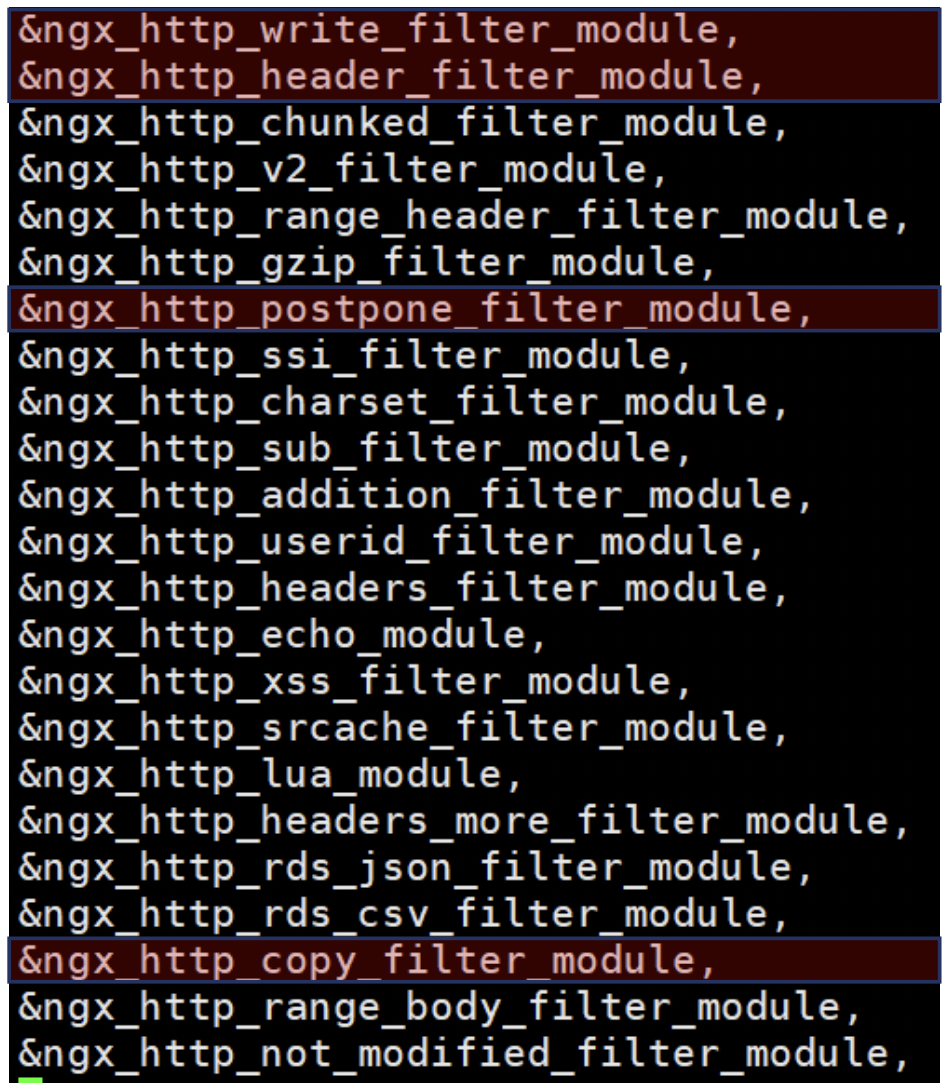 &ngx_http_write_filter_module,
&ngx_http_header_filter_module,
&ngx_http_chunked_filter_module,
&ngx_http_v2_filter_module,
&ngx_http_range_header_filter_module,
&ngx_http_gzip_filter_module,
&ngx_http_postpone_filter_module,
&ngx_http_ssi_filter_module,
&ngx_http_charset_filter_module,
&ngx_http_sub_filter_module,
&ngx_http_addition_filter_module,
&ngx_http_userid_filter_module,
&ngx_http_headers_filter_module,
&ngx_http_echo_module,
&ngx_http_xss_filter_module,
&ngx_http_srcache_filter_module,
&ngx_http_lua_module,
&ngx_http_headers_more_filter_module,
&ngx_http_rds_json_filter_module,
&ngx_http_rds_csv_filter_module,
&ngx_http_copy_filter_module,
&ngx_http_range_body_filter_module,
&ngx_http_not_modified_filter_module,